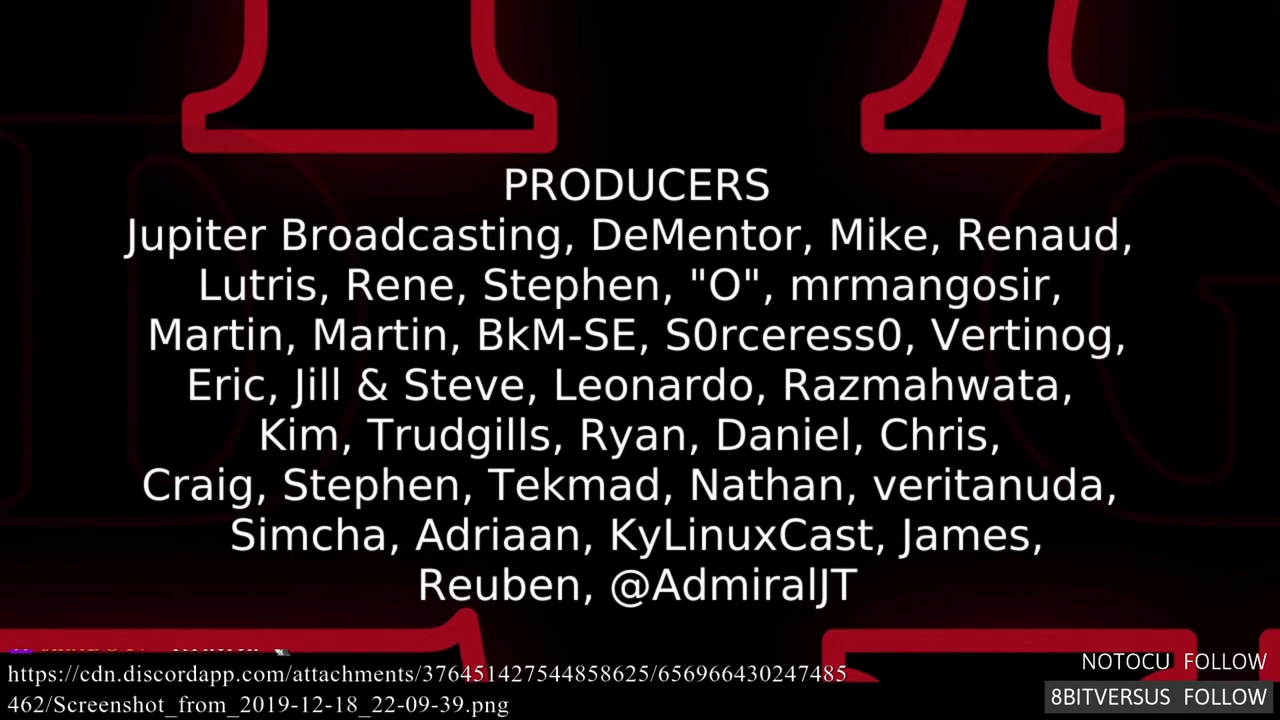 PRODUCERS
Jupiter Broadcasting, DeMentor, Mike, Renaud,
Lutris, Rene, Stephen, "O", mrmangosir,
Martin, Martin, BkM-SE, S0rceress0, Vertinog,
Eric, Jill & Steve, Leonardo, Razmahwata,
Kim, Trudgills, Ryan, Daniel, Chris,
Craig, Stephen, Tekmad, Nathan, veritanuda,
Simcha, Adriaan, KyLinuxCast, James,
Reuben, @AdmiralJT
https://cdn.discordapp.com/attachments/376451427544858625/656966430247485
462/Screenshot_from_2019-12-18_22-09-39.png
NOTOCU FOLLOW
8BITVERSUS FOLLOW